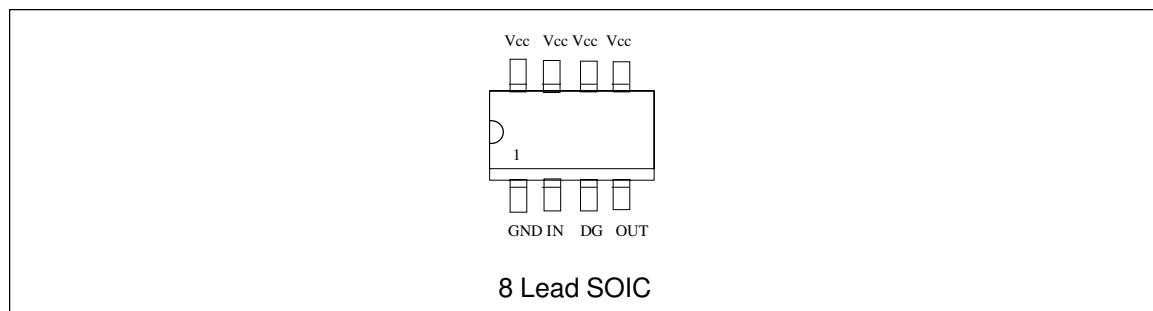 Vcc Vcc Vcc Vcc
1
GND IN DG OUT
8 Lead SOIC